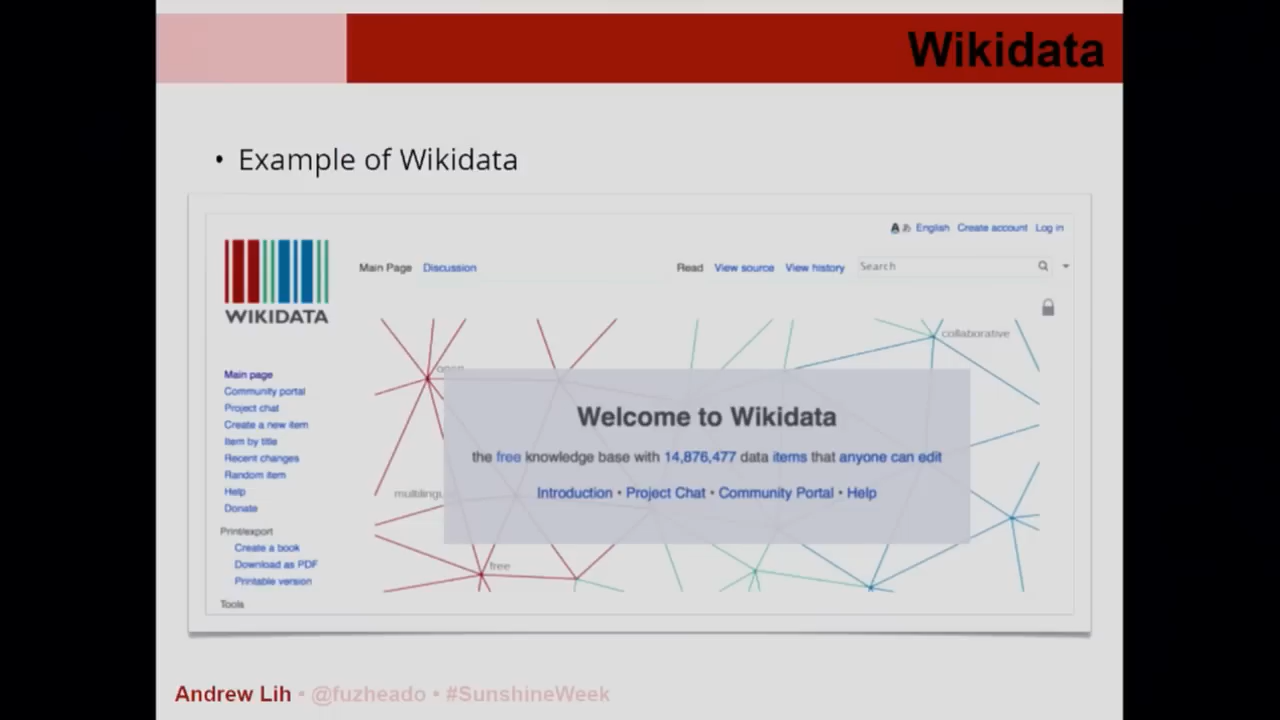 Wikidata
• Example of Wikidata
English Create account Log in
Main Page Discussion Read View source View history Search
WIKIDATA
collaborative
open
Main page
Community portal
Project chat
Create a new item
Item by title
Recent changes
Random item
Help
Donate
Print/export
Create a book
Download as PDF
Printable version
Tools
Welcome to Wikidata
the free knowledge base with 14,876,477 data items that anyone can edit
Introduction • Project Chat • Community Portal • Help
free
Andrew Lih • @fuzheado • #SunshineWeek